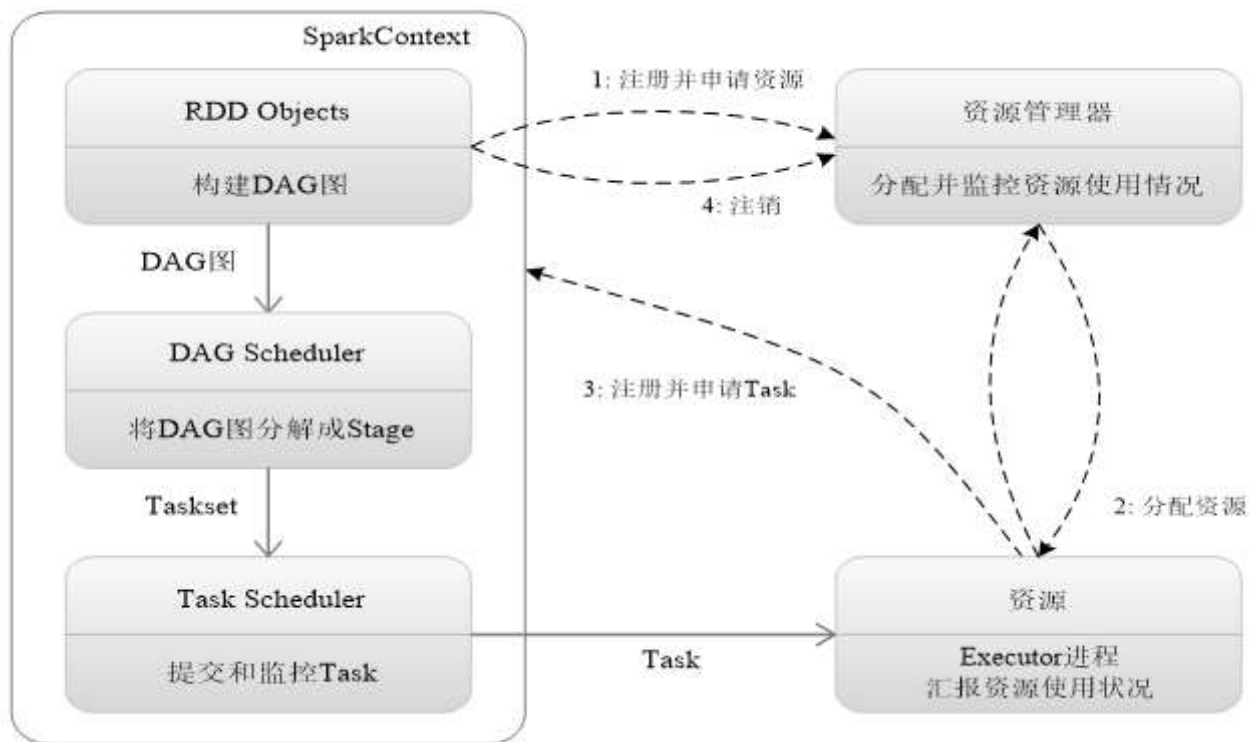 SparkContext
RDD Objects
构建DAG图
1: 注册并申请资源
4: 注销
资源管理器
分配并监控资源使用情况
DAG图
DAG Scheduler
将DAG图分解成Stage
3: 注册并申请Task
2: 分配资源
Taskset
Task Scheduler
提交和监控Task
Task
资源
Executor进程
汇报资源使用状况